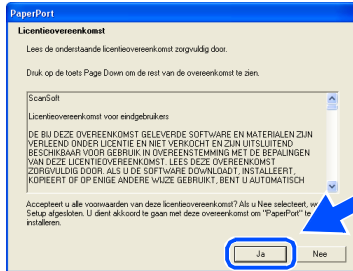 PaperPort
Licentieovereenkomst
Lees de onderstaande licentieovereenkomst zorgvuldig door.
Druk op de toets Page Down om de rest van de overeenkomst te zien.
ScanSoft
Licentieovereenkomst voor eindgebruikers
DE BIJ DEZE OVEREENKOMST GELEVERDE SOFTWARE EN MATERIALEN ZIJN
VERLEEND ONDER LICENTIE EN NIET VERKOCHT EN ZIJN UITSLUITEND
BESCHIKBAAR VOOR GEBRUIK IN OVEREENSTEMMING MET DE BEPALINGEN
VAN DEZE LICENTIEOVEREENKOMST. LEES DEZE OVEREENKOMST
ZORGVULDIG DOOR. ALS U DE SOFTWARE DOWNLOADT, INSTALLEERT,
KOPIEERT OF OP ENIGE ANDERE WIJZE GEBRUIKT, BENT U AUTOMATISCH
Accepteert u alle voorwaarden van deze licentieovereenkomst? Als u Nee selecteert,
Setup afgesloten. U dient akkoord te gaan met deze overeenkomst om "PaperPort" te
installeren.
Ja
Nee